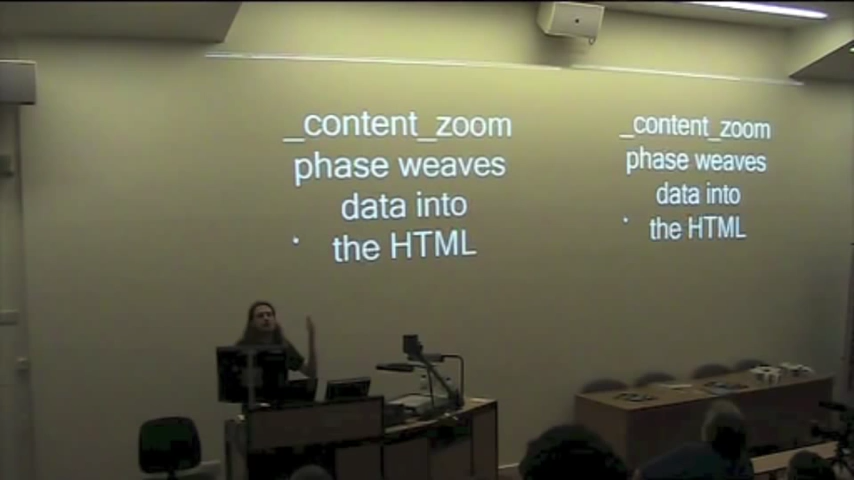 _content_zoom
phase weaves
data into
the HTML
_content_zoom
phase weaves
data into
the HTML